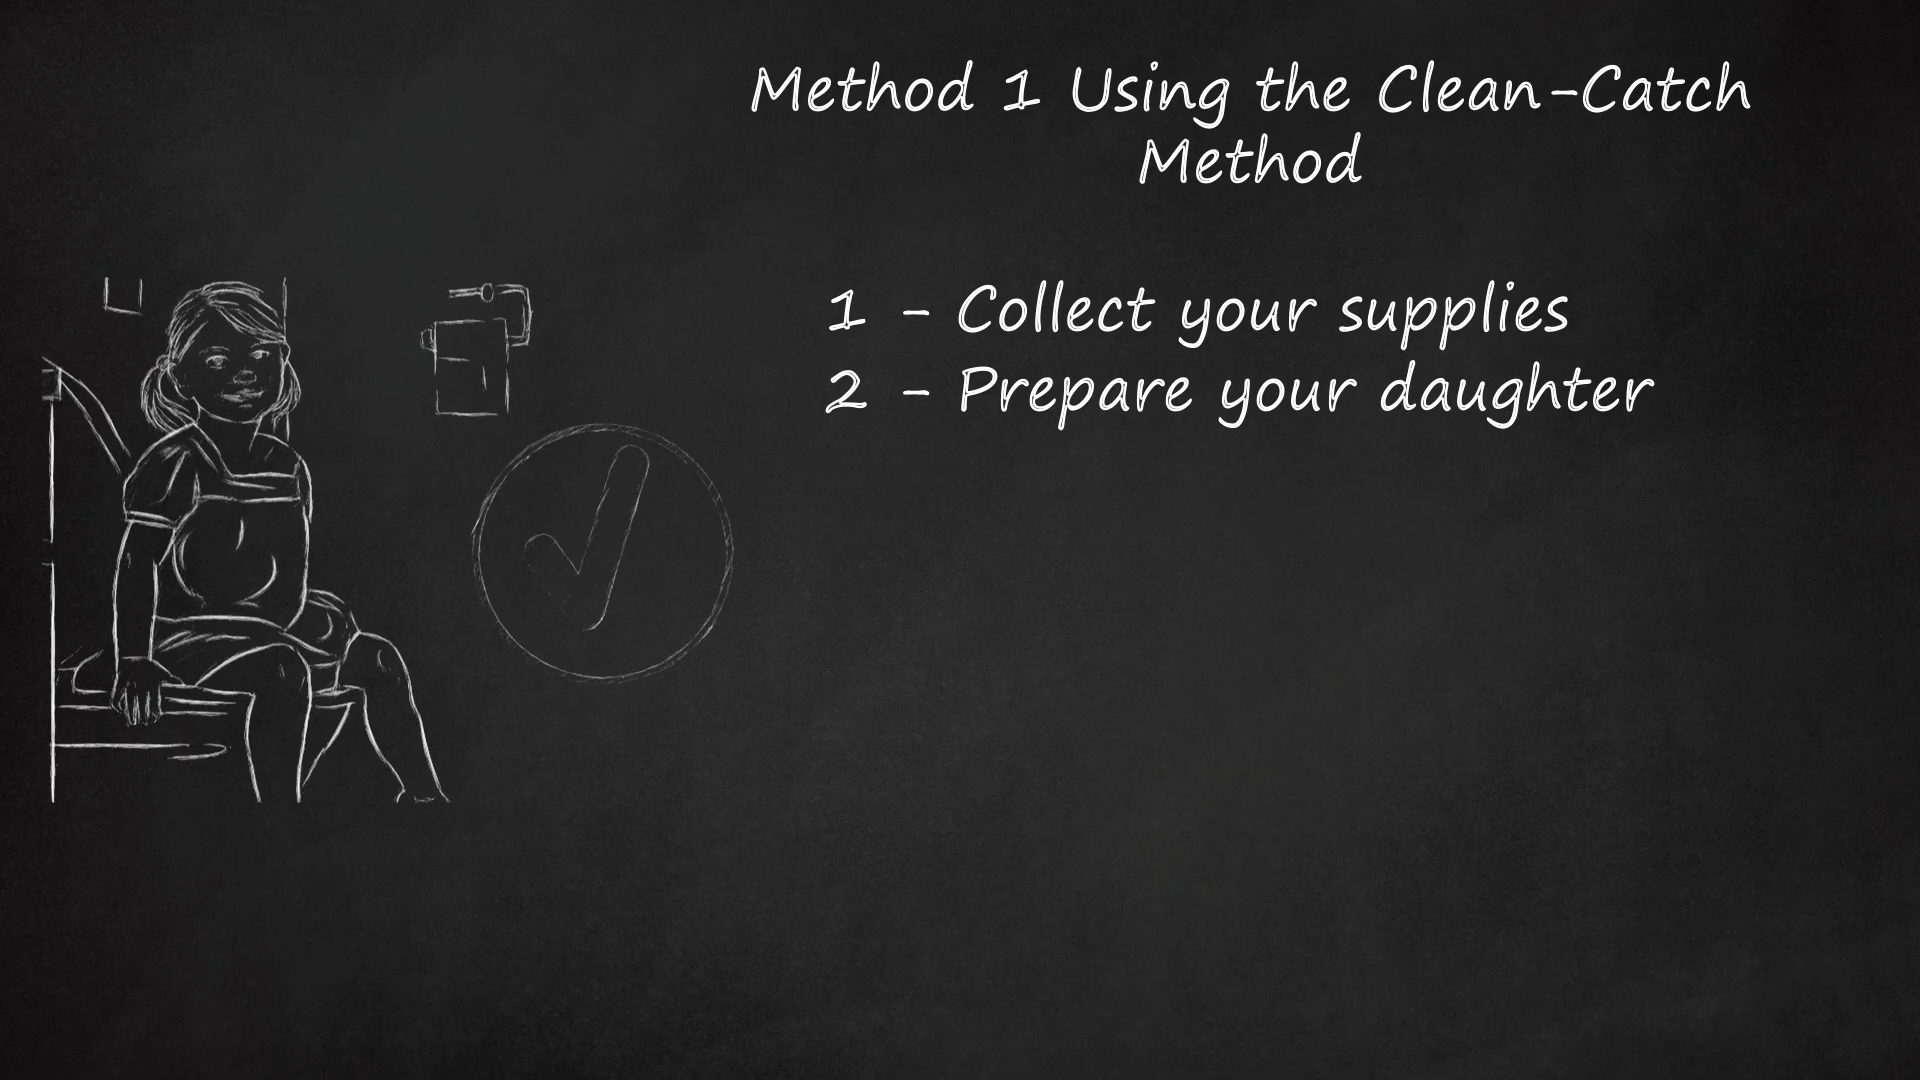 Method 1 Using the Clean-Catch
Method
1 - Collect your supplies
2 - Prepare your daughter